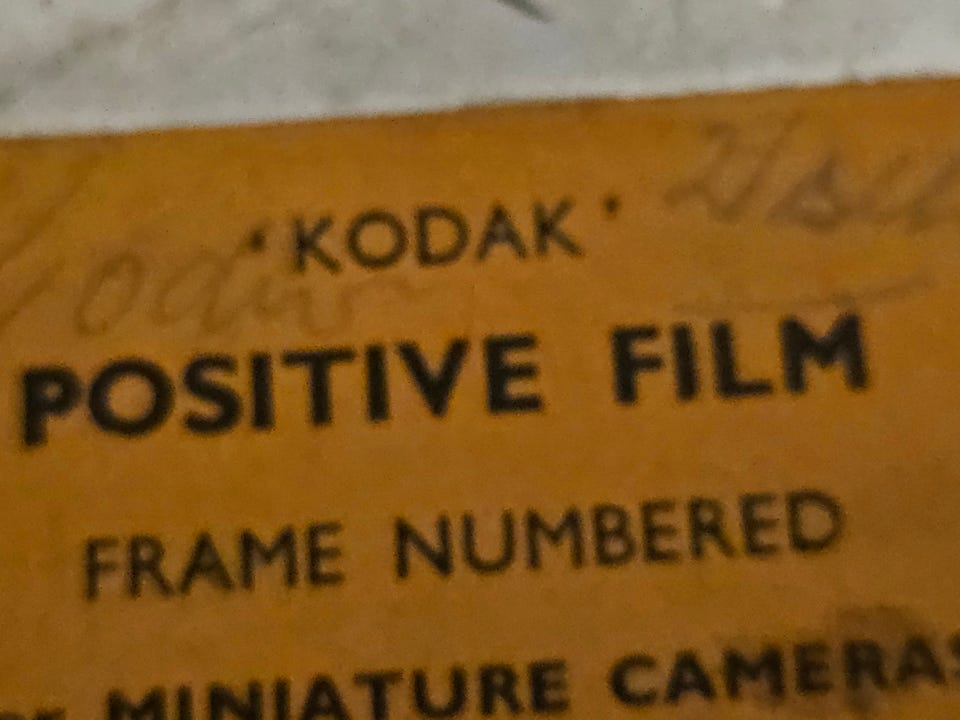 'KODAK'
POSITIVE FILM
FRAME NUMBERED
MINIATURE CAMERAS